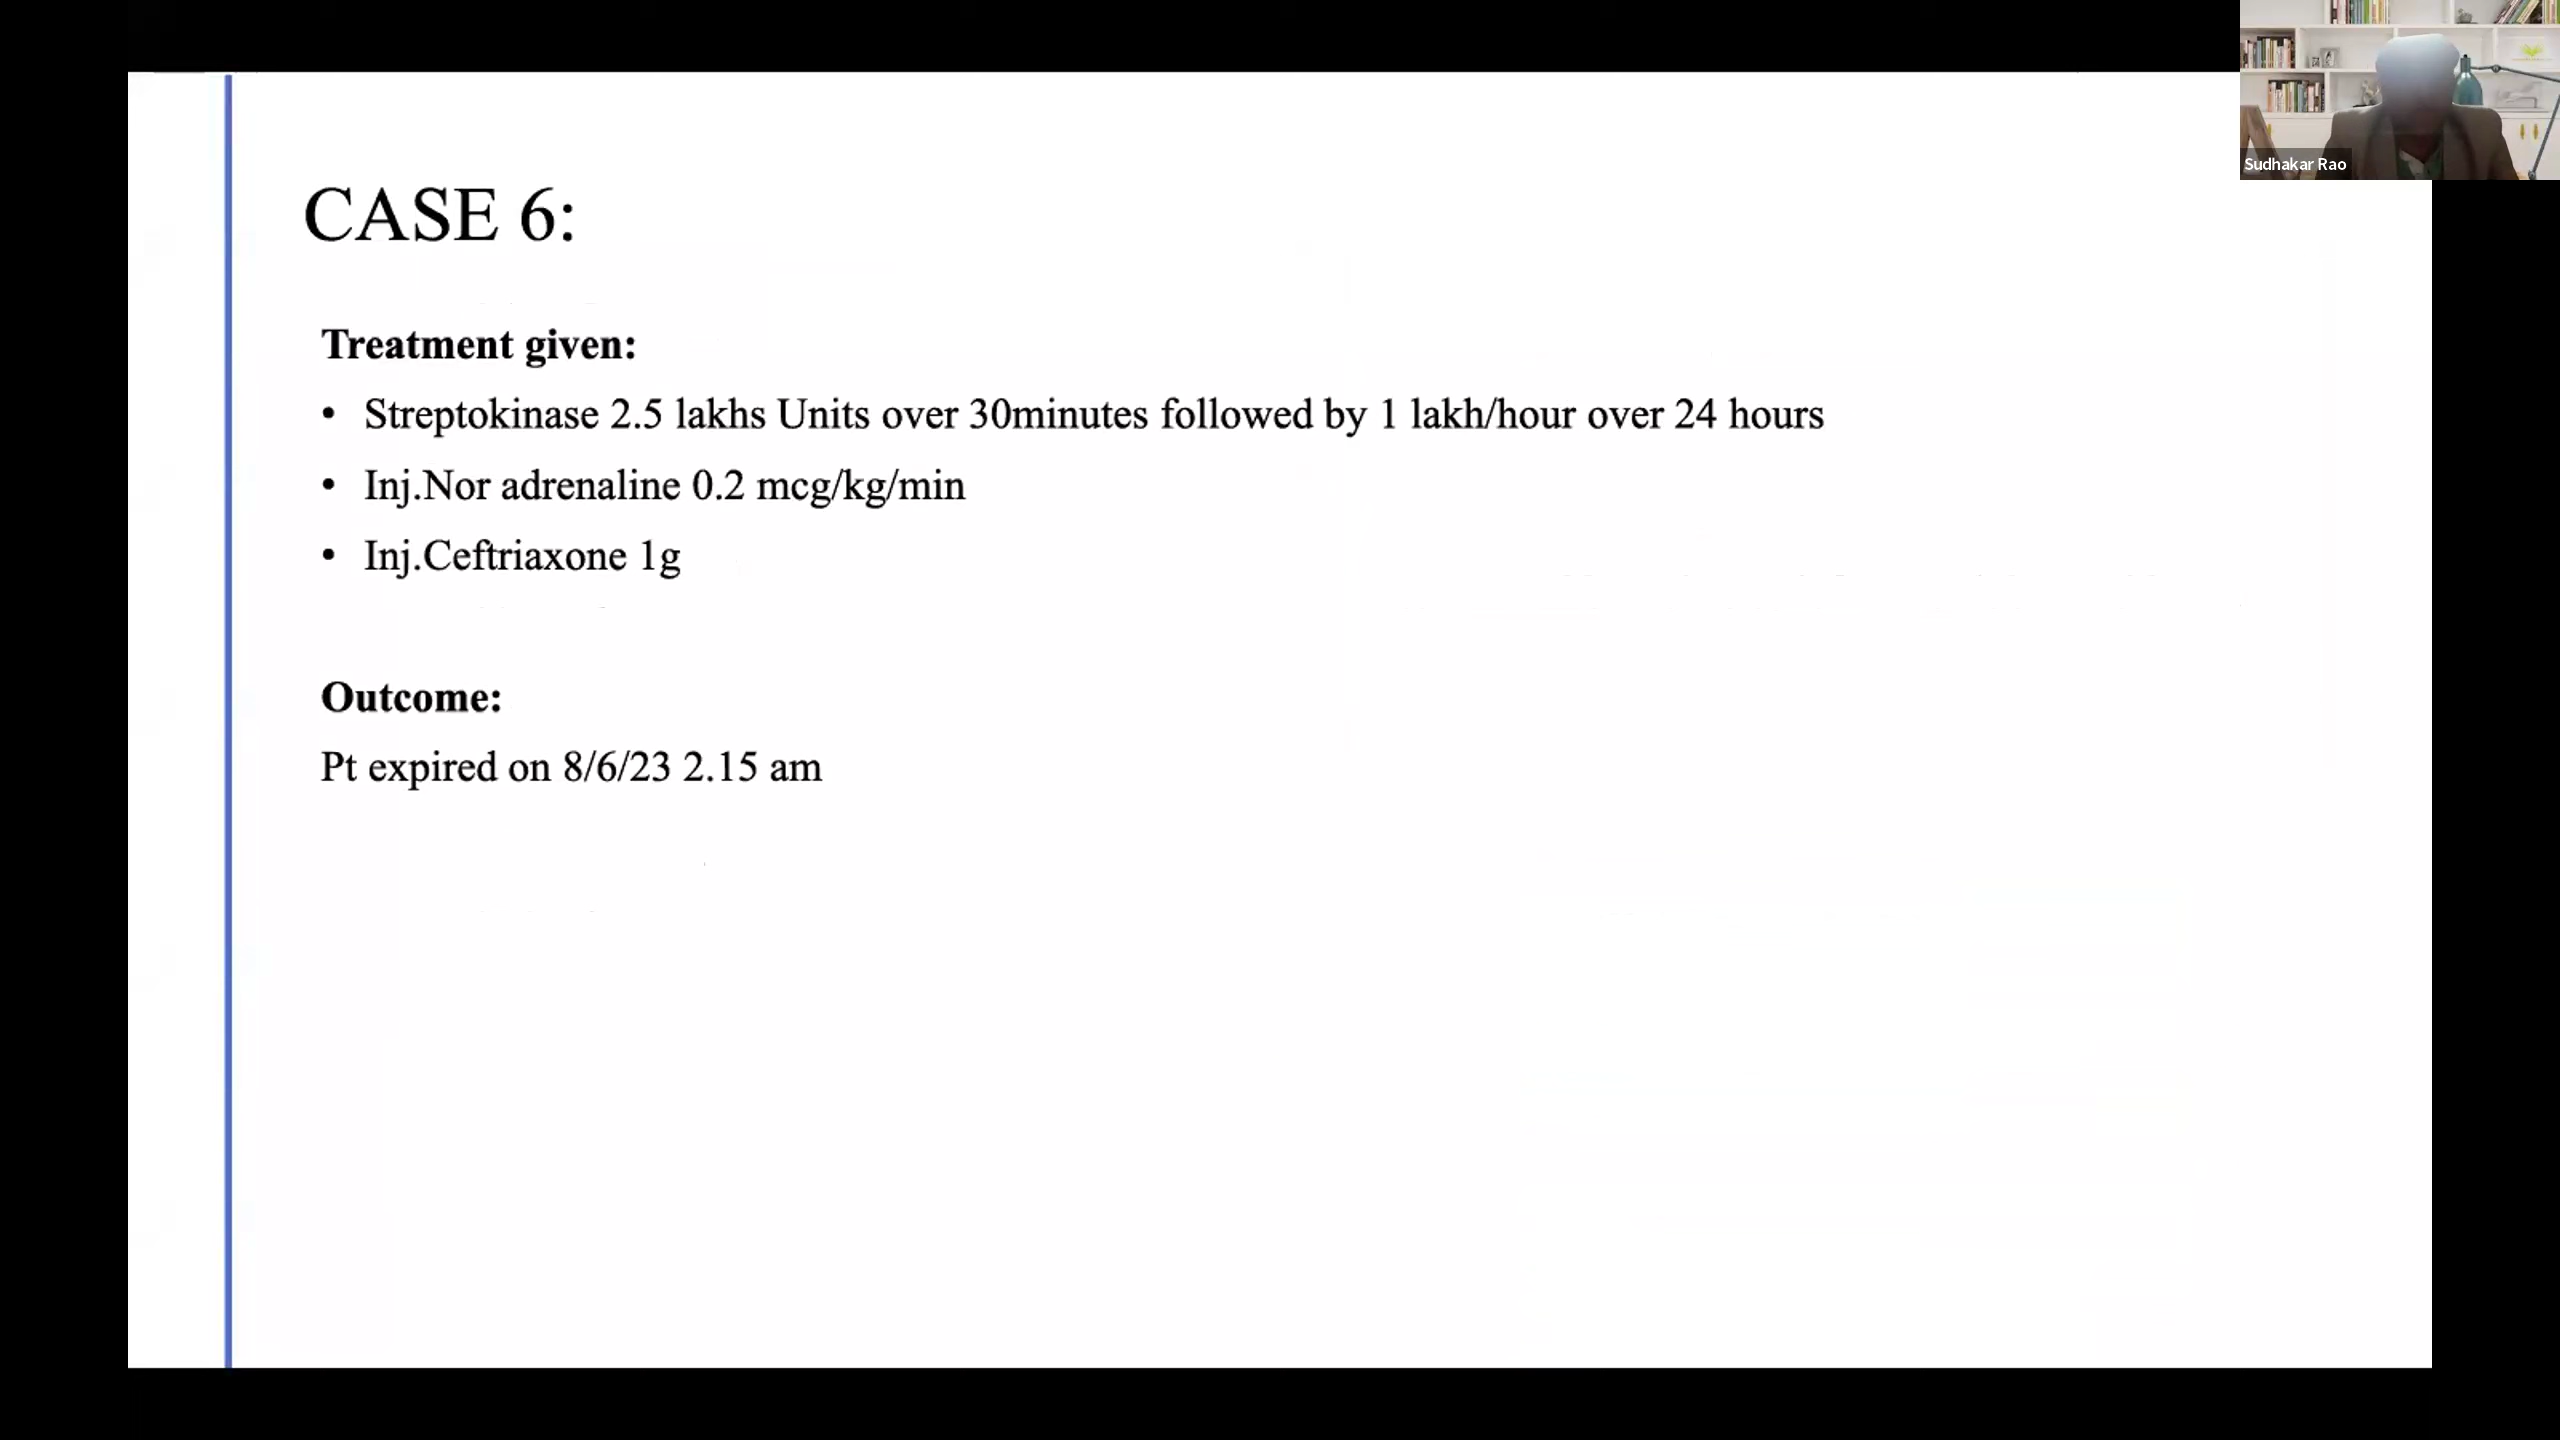 Sudhakar Rao
CASE 6:
Treatment given:
• Streptokinase 2.5 lakhs Units over 30minutes followed by 1 lakh/hour over 24 hours
• Inj.Nor adrenaline 0.2 mcg/kg/min
• Inj.Ceftriaxone 1g
Outcome:
Pt expired on 8/6/23 2.15 am